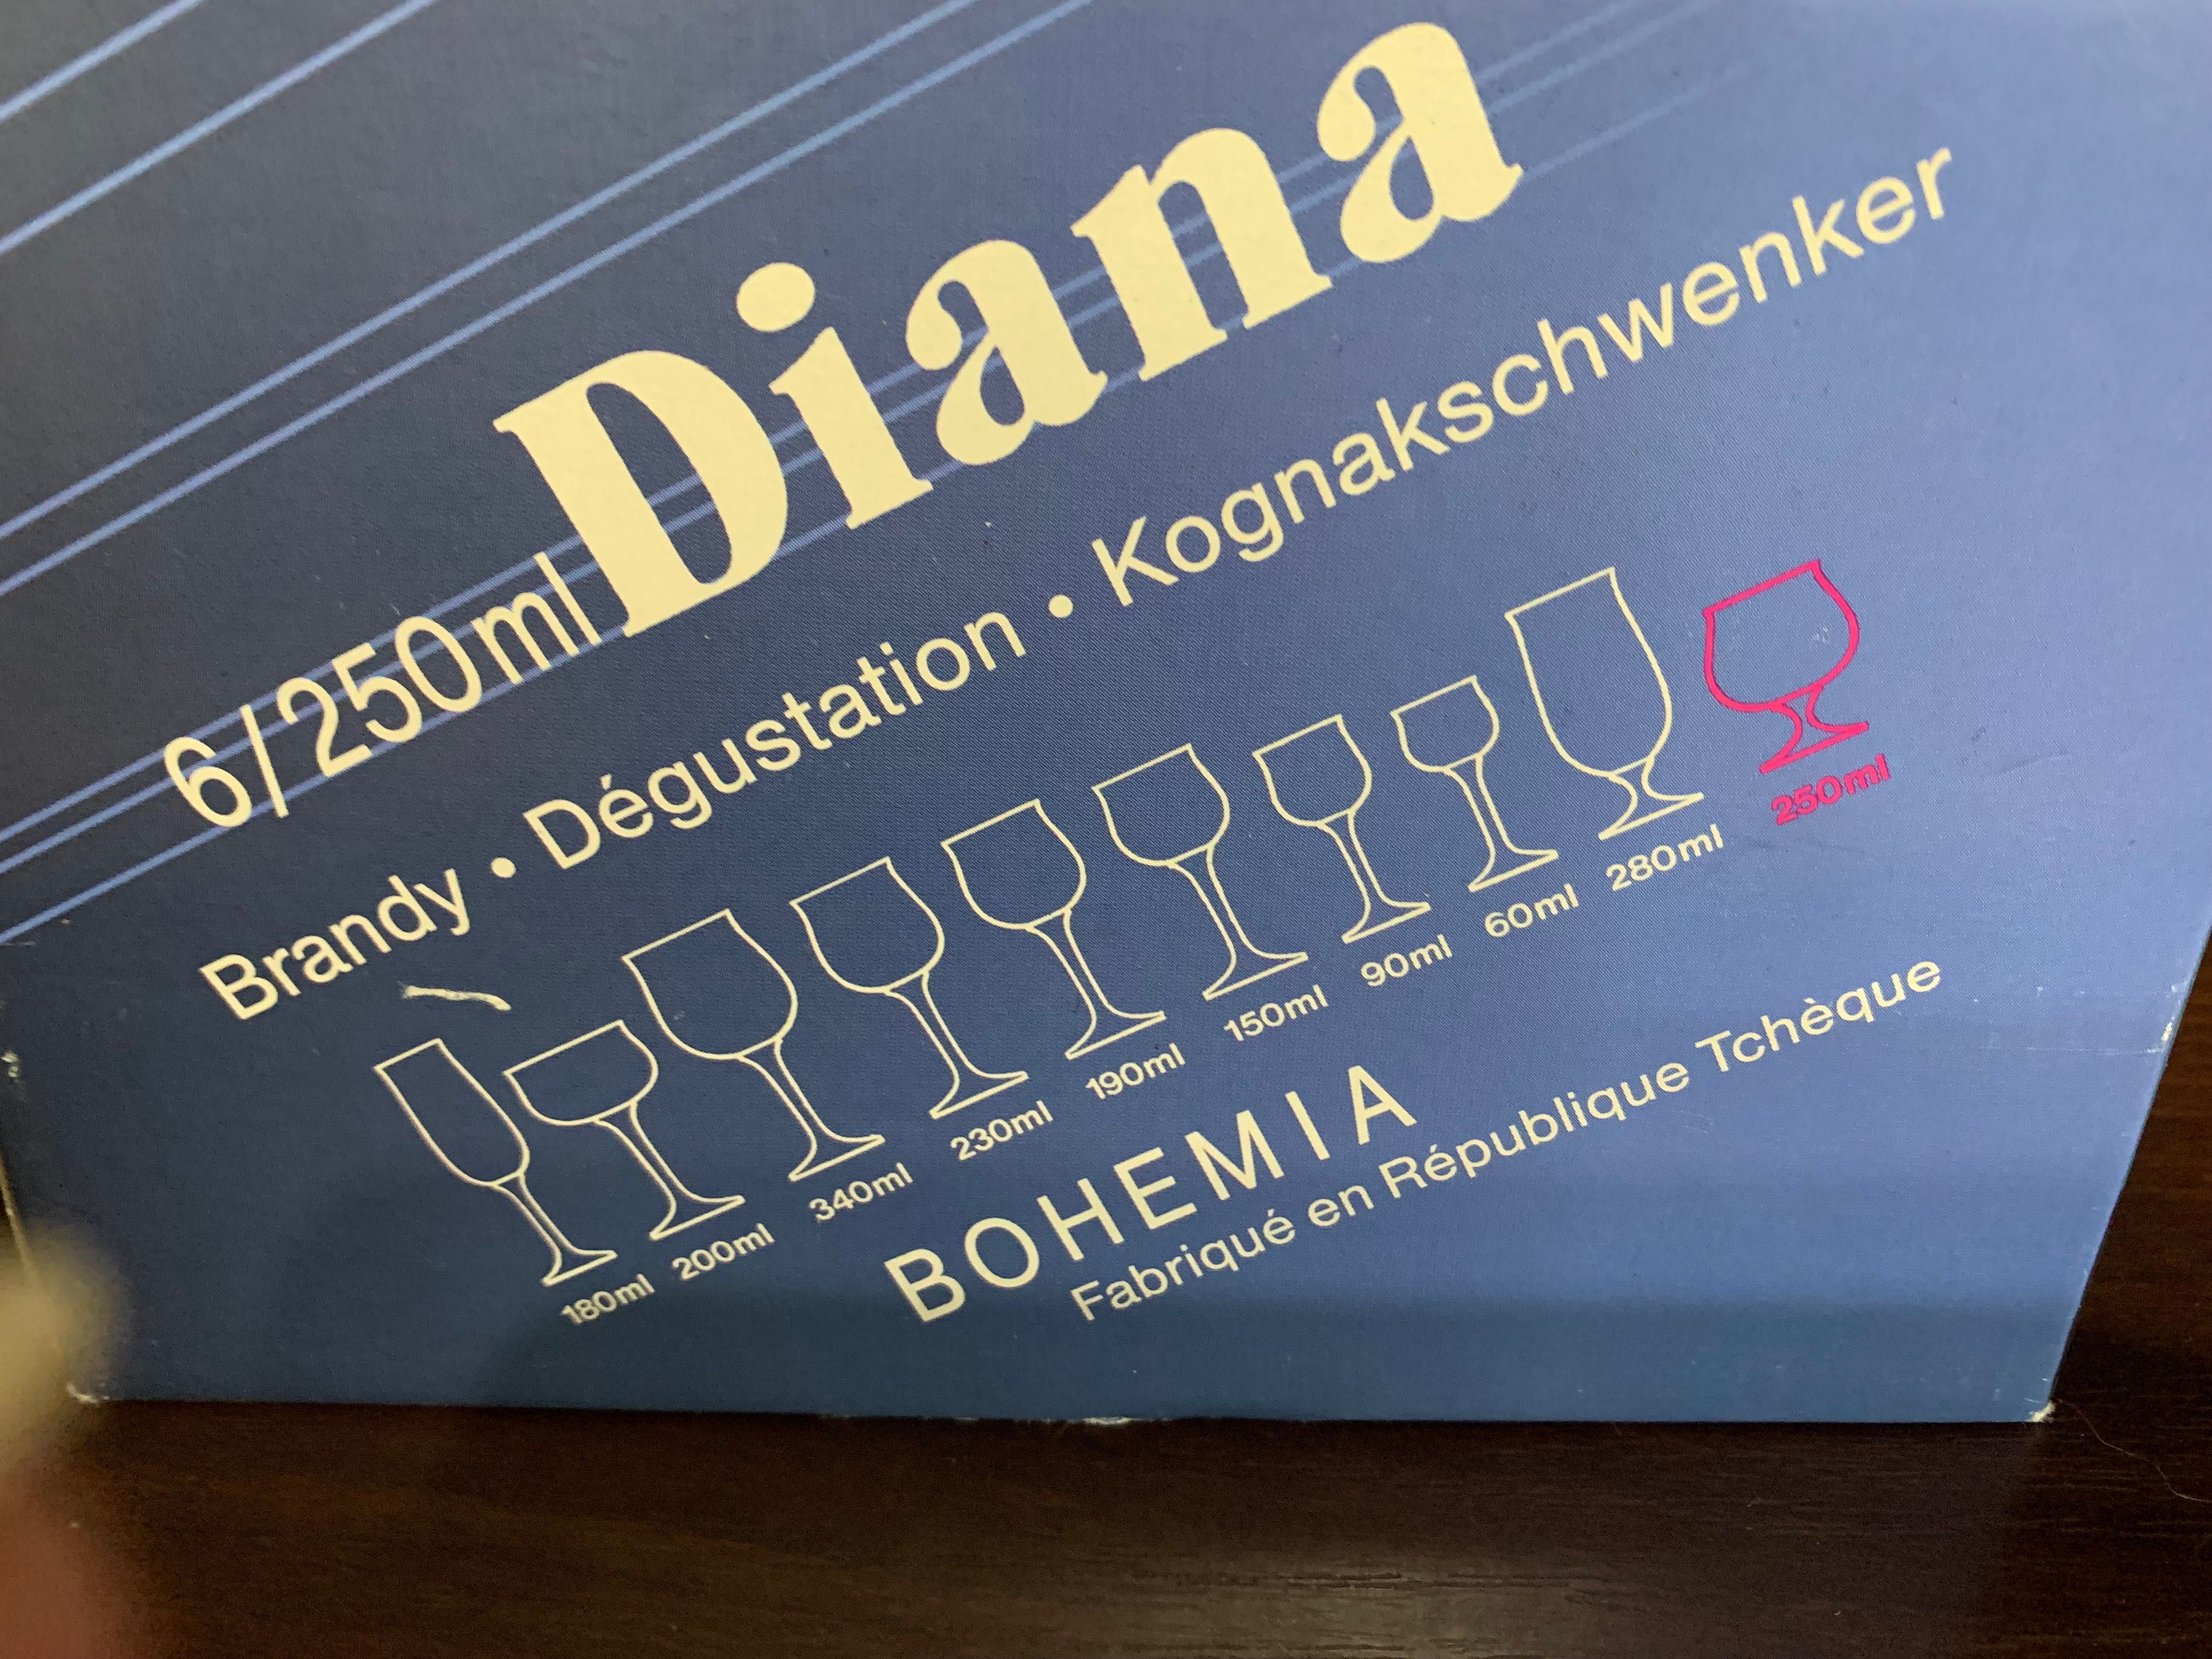 6/250ml Diana
Brandy • Dégustation • Kognakschwenker
180ml 200ml 340ml 230ml 190ml 150ml 90ml 60ml 280ml 250ml
BOHEMIA
Fabriqué en République Tchèque